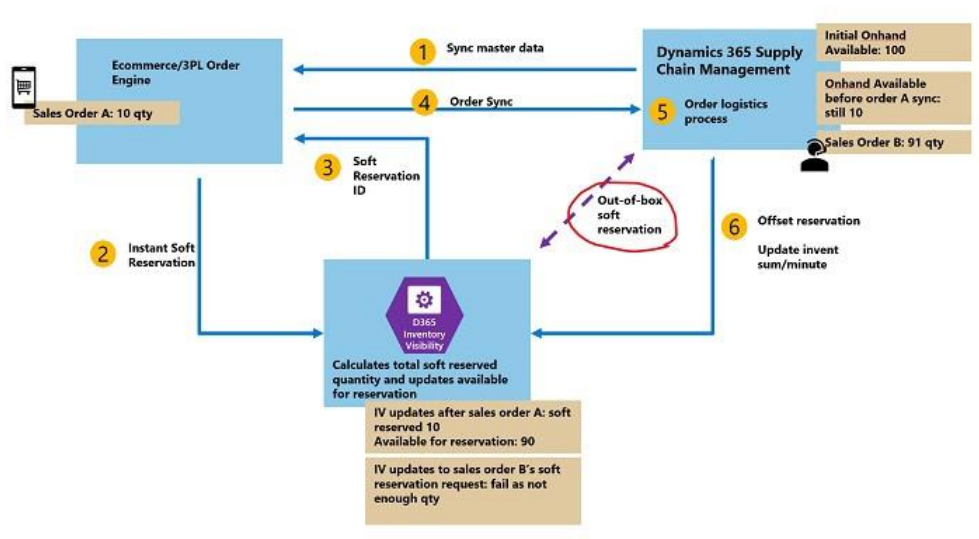 1
Sync master data
Ecommerce/3PL Order
Engine
Sales Order A: 10 qty
4
Order Sync
Dynamics 365 Supply
Chain Management
5
Order logistics
process
Initial Onhand
Available: 100
Onhand Available
before order A sync:
still 10
Sales Order B: 91 qty
3
Soft
Reservation
ID
Out-of-box
soft
reservation
2
Instant Soft
Reservation
6
Offset reservation
Update invent
sum/minute
D365
Inventory
Visibility
Calculates total soft reserved
quantity and updates available
for reservation
IV updates after sales order A: soft
reserved 10
Available for reservation: 90
IV updates to sales order B's soft
reservation request: fail as not
enough qty